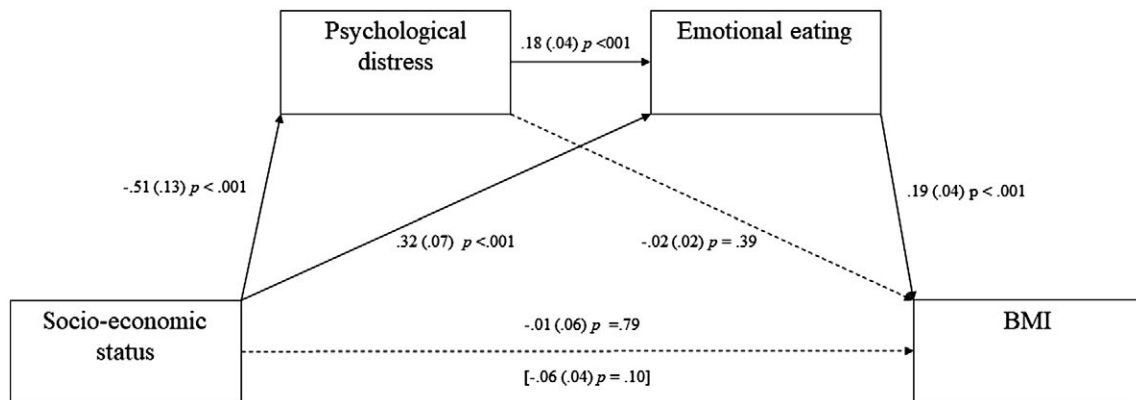 Psychological
distress
.18 (.04) p <001
Emotional eating
-.51 (.13) p < .001
.32 (.07) p <.001
-.02 (.02) p = .39
.19 (.04) p < .001
Socio-economic
status
-.01 (.06) p =.79
[-.06 (.04) p = .10]
BMI